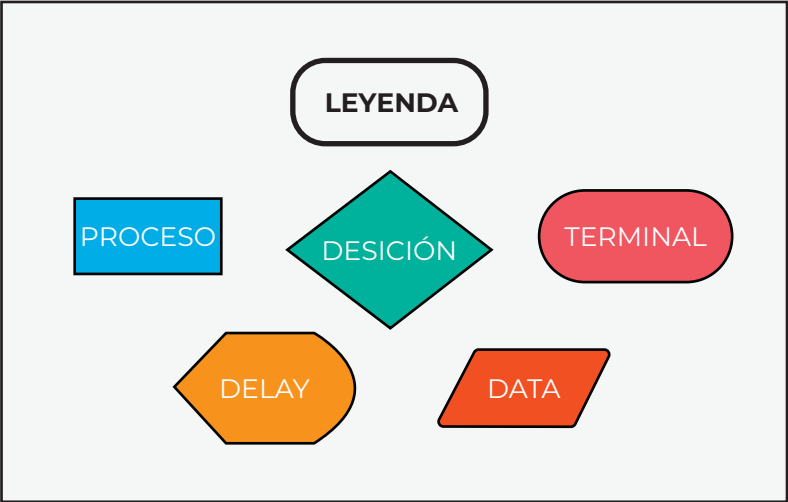 LEYENDA
PROCESO
DESICIÓN
TERMINAL
DELAY
DATA